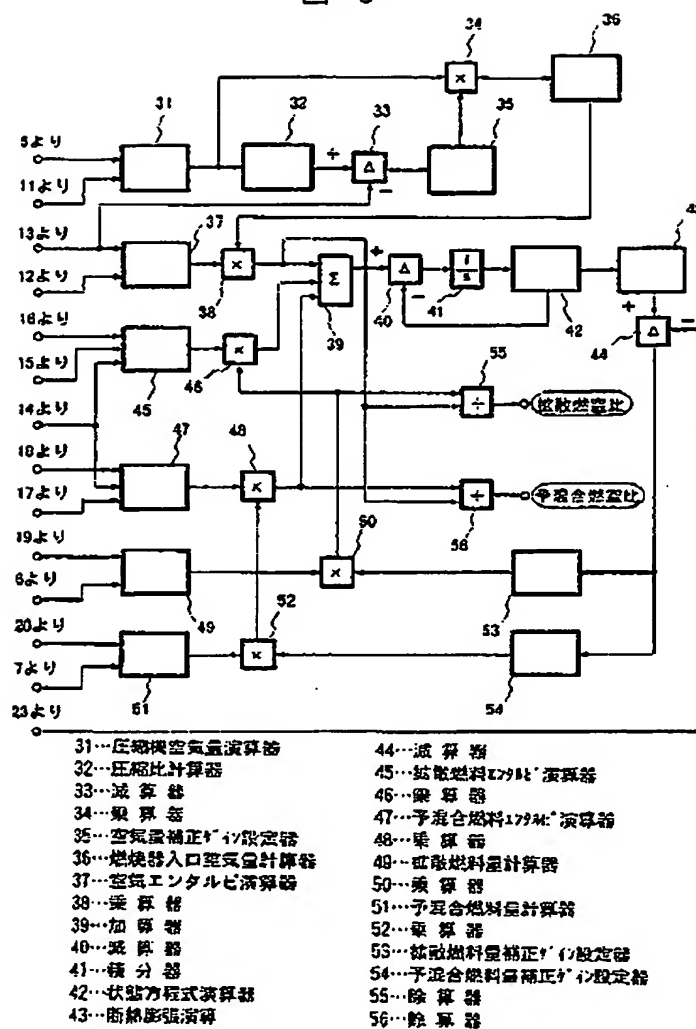 34
36
31
32
33
35
5より
11より
13より
12より
16より
15より
14より
18より
17より
19より
6より
20より
7より
23より
37
38
39
40
41
42
44
45
46
47
48
49
50
51
52
53
54
55
56
拡散燃空比
予混合燃空比
31…圧縮機空気量演算器
32…圧縮比計算器
33…減算器
34…乗算器
35…空気量補正ゲイン設定器
36…燃焼器入口空気量計算器
37…空気エンタルピ演算器
38…乗算器
39…加算器
40…減算器
41…積分器
42…状態方程式演算器
43…断熱膨張演算
44…減算器
45…拡散燃料エンタルピ演算器
46…乗算器
47…予混合燃料エンタルピ演算器
48…乗算器
49…拡散燃料量計算器
50…乗算器
51…予混合燃料量計算器
52…乗算器
53…拡散燃料量補正ゲイン設定器
54…予混合燃料量補正ゲイン設定器
55…除算器
56…除算器